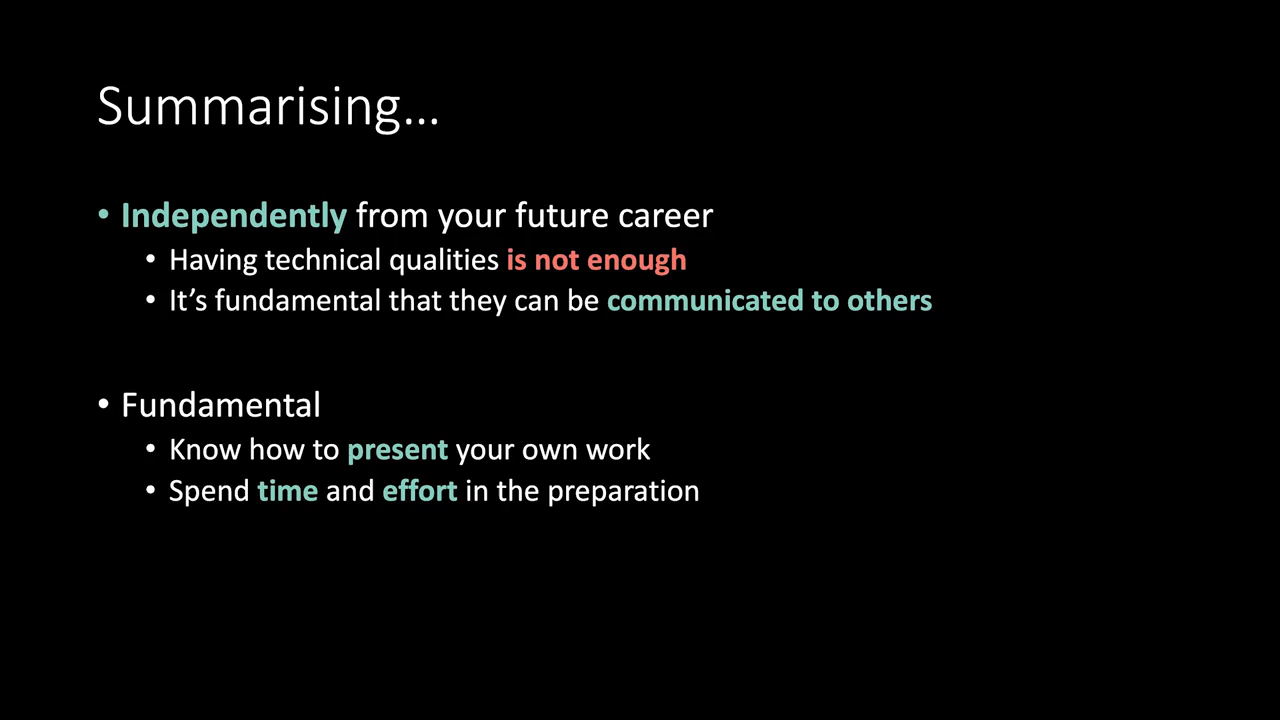 Summarising...
• Independently from your future career
• Having technical qualities is not enough
• It’s fundamental that they can be communicated to others
• Fundamental
• Know how to present your own work
• Spend time and effort in the preparation